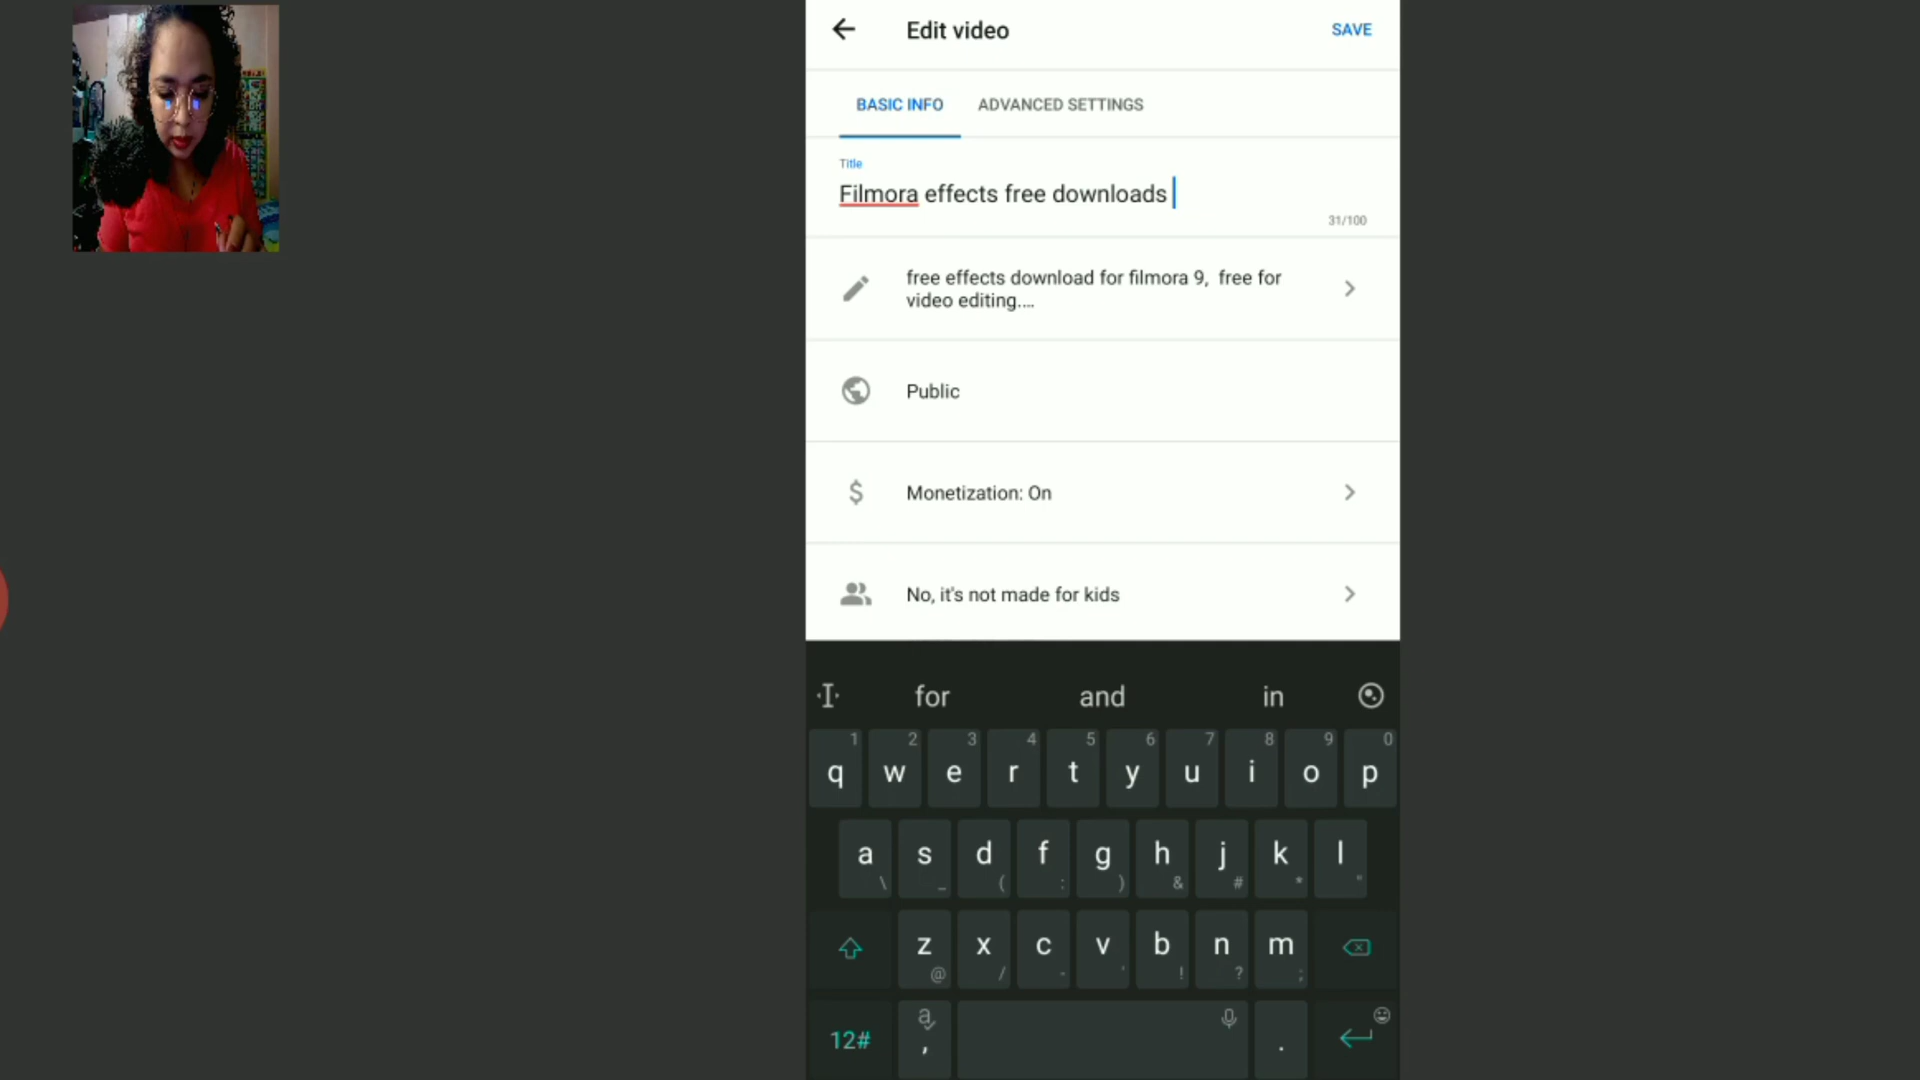 Edit video
SAVE
BASIC INFO ADVANCED SETTINGS
Title
Filmora effects free downloads
31/100
free effects download for filmora 9, free for
video editing....
Public
$ Monetization: On
No, it's not made for kids
for and in
1 2 3 4 5 6 7 8 9 0
q w e r t y u i o p
a s d f g h j k l
\ _ ( : ) & # * "
z x c v b n m
@ / - ' ! ? ;
12# a , .